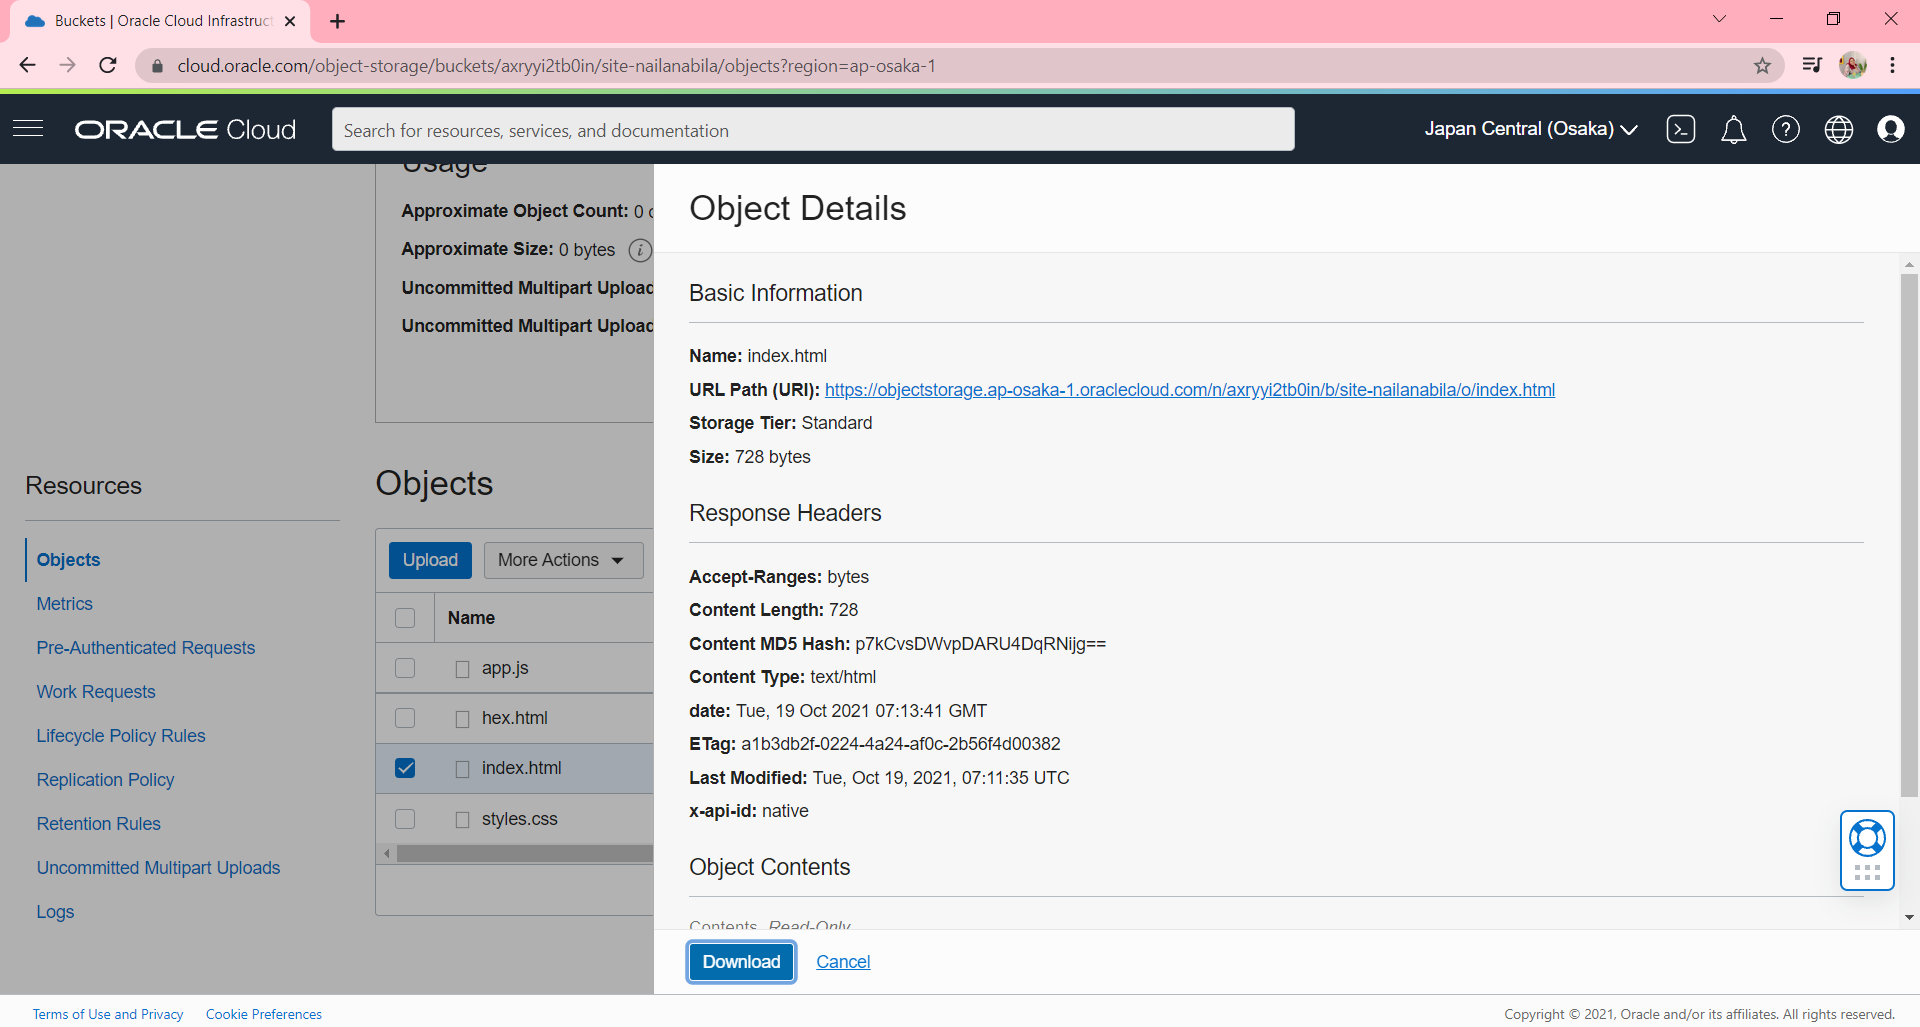 Buckets | Oracle Cloud Infrastruct
cloud.oracle.com/object-storage/buckets/axryyi2tb0in/site-nailanabila/objects?region=ap-osaka-1
ORACLE Cloud
Search for resources, services, and documentation
Japan Central (Osaka)
Usage
Approximate Object Count: 0
Approximate Size: 0 bytes
Uncommitted Multipart Upload
Uncommitted Multipart Upload
Resources
Objects
Metrics
Pre-Authenticated Requests
Work Requests
Lifecycle Policy Rules
Replication Policy
Retention Rules
Uncommitted Multipart Uploads
Logs
Objects
Upload
More Actions
Name
app.js
hex.html
index.html
styles.css
Object Details
Basic Information
Name: index.html
URL Path (URI): https://objectstorage.ap-osaka-1.oraclecloud.com/n/axryyi2tb0in/b/site-nailanabila/o/index.html
Storage Tier: Standard
Size: 728 bytes
Response Headers
Accept-Ranges: bytes
Content Length: 728
Content MD5 Hash: p7kCvsDWvpDARU4DqRNijg==
Content Type: text/html
date: Tue, 19 Oct 2021 07:13:41 GMT
ETag: a1b3db2f-0224-4a24-af0c-2b56f4d00382
Last Modified: Tue, Oct 19, 2021, 07:11:35 UTC
x-api-id: native
Object Contents
Contents Read-Only
Download
Cancel
Terms of Use and Privacy
Cookie Preferences
Copyright © 2021, Oracle and/or its affiliates. All rights reserved.